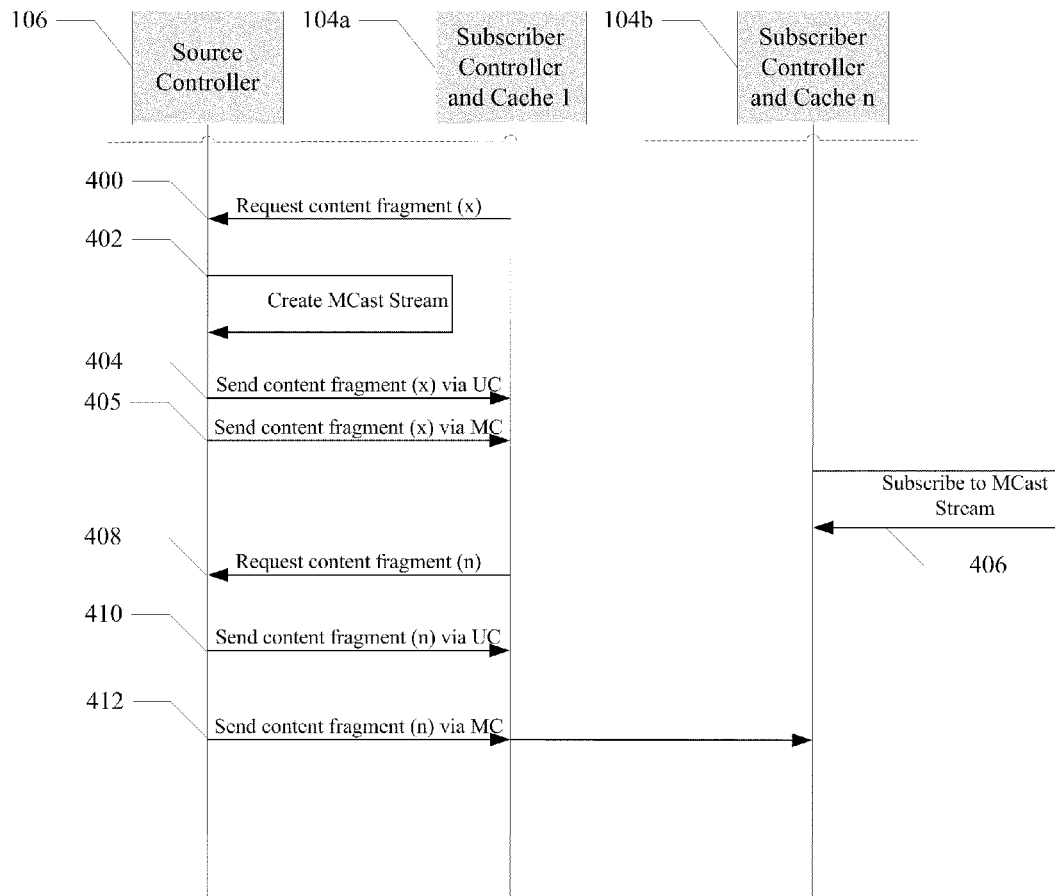 106
Source
Controller
104a
Subscriber
Controller
and Cache 1
104b
Subscriber
Controller
and Cache n
400
Request content fragment (x)
402
Create MCast Stream
404
Send content fragment (x) via UC
405
Send content fragment (x) via MC
Subscribe to MCast
Stream
406
408
Request content fragment (n)
410
Send content fragment (n) via UC
412
Send content fragment (n) via MC